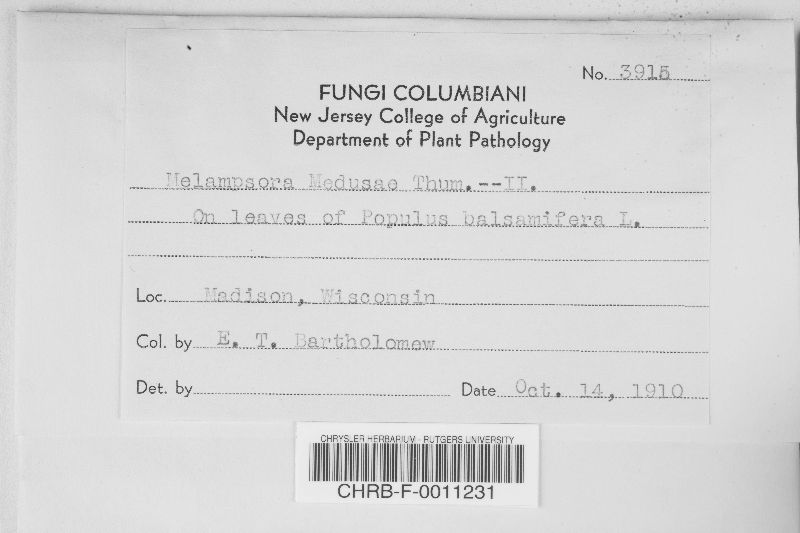 No. 3915
FUNGI COLUMBIANI
New Jersey College of Agriculture
Department of Plant Pathology
Melampsora Medusae Thum.--II.
On leaves of Populus balsamifera L.
Loc. Madison, Wisconsin
Col. by E. T. Bartholomew
Det. by
Date Oct. 14, 1910
CHRYSLER HERBARIUM - RUTGERS UNIVERSITY
CHRB-F-0011231